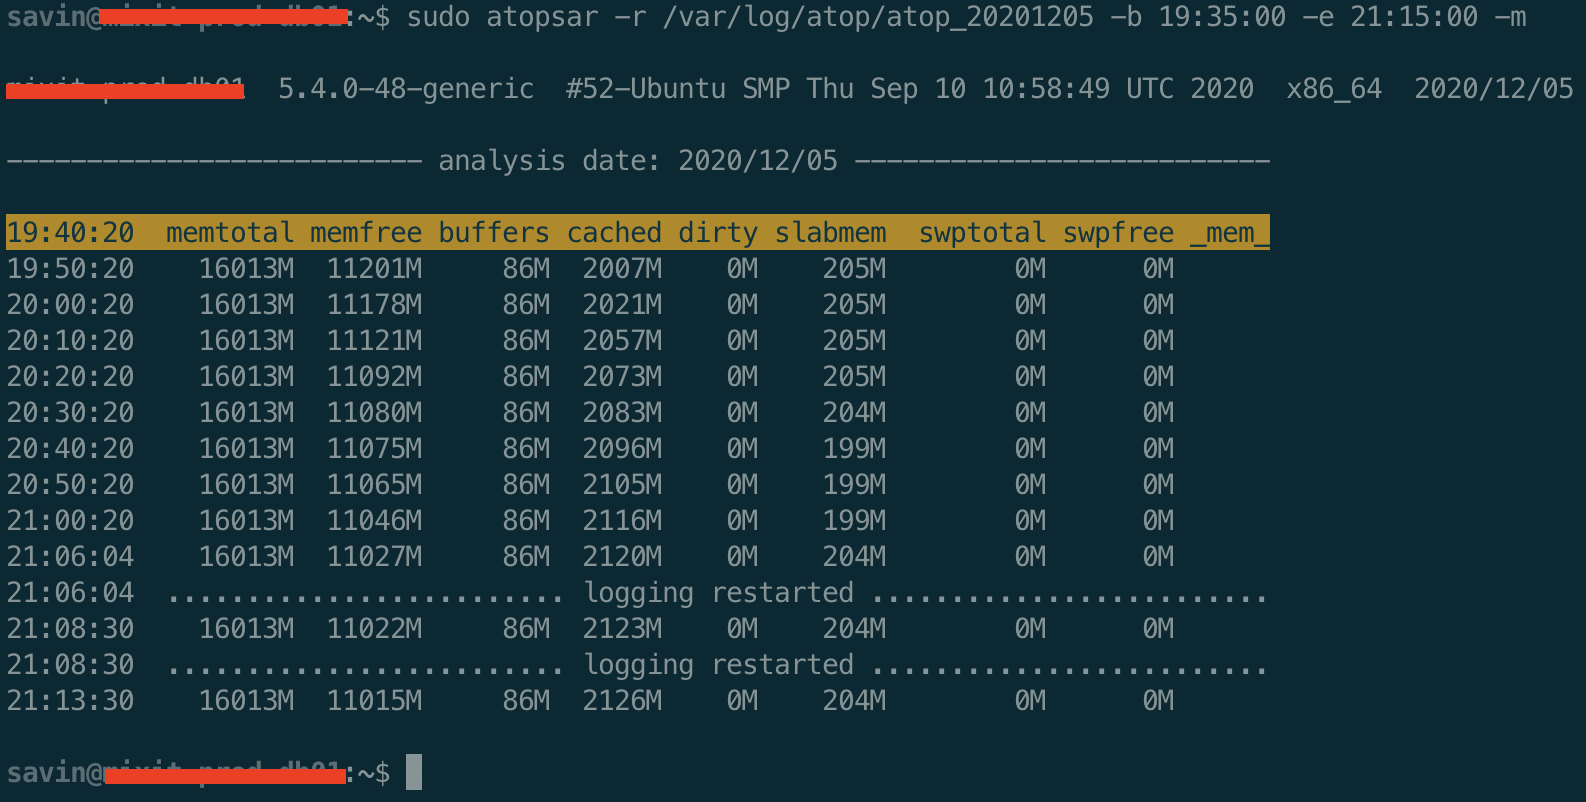 savin@:~$ sudo atopsar -r /var/log/atop/atop_20201205 -b 19:35:00 -e 21:15:00 -m
5.4.0-48-generic  #52-Ubuntu SMP Thu Sep 10 10:58:49 UTC 2020  x86_64  2020/12/05
-------------------------- analysis date: 2020/12/05 --------------------------
19:40:20  memtotal memfree buffers cached dirty slabmem  swptotal swpfree _mem_
19:50:20    16013M  11201M     86M  2007M    0M    205M        0M      0M
20:00:20    16013M  11178M     86M  2021M    0M    205M        0M      0M
20:10:20    16013M  11121M     86M  2057M    0M    205M        0M      0M
20:20:20    16013M  11092M     86M  2073M    0M    205M        0M      0M
20:30:20    16013M  11080M     86M  2083M    0M    204M        0M      0M
20:40:20    16013M  11075M     86M  2096M    0M    199M        0M      0M
20:50:20    16013M  11065M     86M  2105M    0M    199M        0M      0M
21:00:20    16013M  11046M     86M  2116M    0M    199M        0M      0M
21:06:04    16013M  11027M     86M  2120M    0M    204M        0M      0M
21:06:04  ......................... logging restarted .........................
21:08:30    16013M  11022M     86M  2123M    0M    204M        0M      0M
21:08:30  ......................... logging restarted .........................
21:13:30    16013M  11015M     86M  2126M    0M    204M        0M      0M
savin@:~$